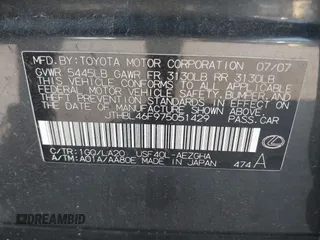 MFD.BY:TOYOTA MOTOR CORPORATION 07/07
GVWR 5445LB GAWR FR 3130LB RR 3130LB
THIS VEHICLE CONFORMS TO ALL APPLICABLE
FEDERAL MOTOR VEHICLE SAFETY, BUMPER, AND
THEFT PREVENTION STANDARDS IN EFFECT ON
THE DATE OF MANUFACTURE SHOWN ABOVE.
JTHBL46F975051429 PASS.CAR
C/TR:1G0/LA20 USF40L-AEZGHA
A/TM:A01A/AA80E MADE IN JAPAN 474 A
DREAMBID